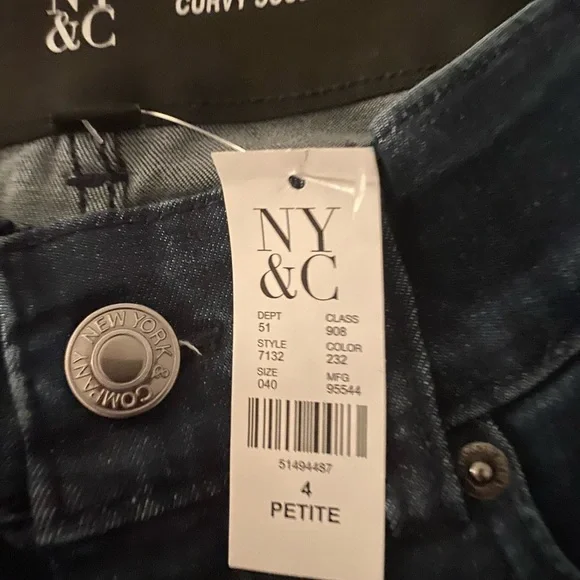 NY
&C
CURVY
NY
&C
DEPT CLASS
51 908
STYLE COLOR
7132 232
SIZE MFG
040 95544
51494487
4
PETITE
NEW YORK &
COMPANY